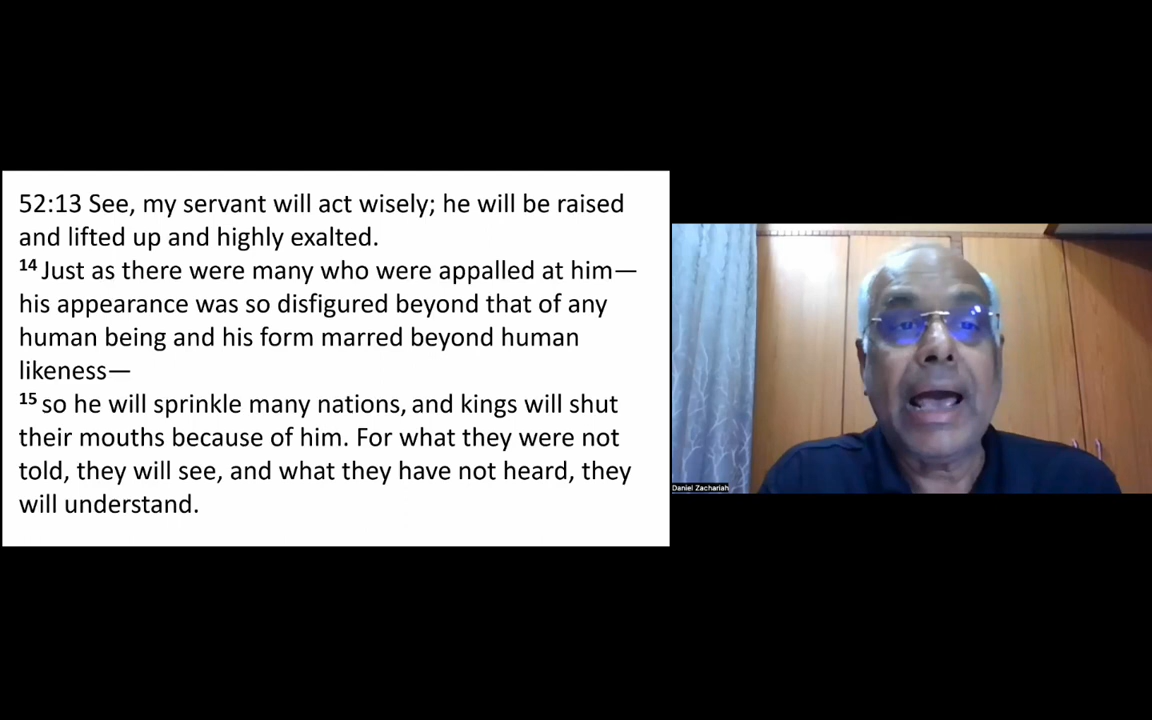 52:13 See, my servant will act wisely; he will be raised
and lifted up and highly exalted.
14 Just as there were many who were appalled at him—
his appearance was so disfigured beyond that of any
human being and his form marred beyond human
likeness—
15 so he will sprinkle many nations, and kings will shut
their mouths because of him. For what they were not
told, they will see, and what they have not heard, they
will understand.
Daniel Zachariah